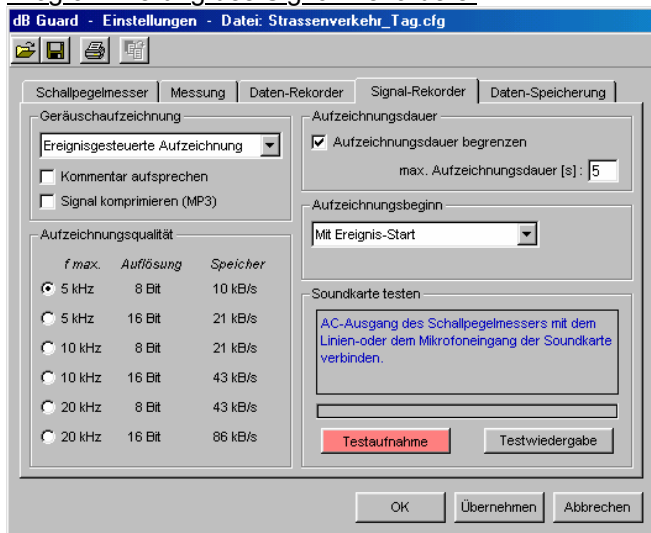 dB Guard - Einstellungen - Datei: Strassenverkehr_Tag.cfg
Schallpegelmesser
Messung
Daten-Rekorder
Signal-Rekorder
Daten-Speicherung
Geräuschaufzeichnung
Ereignisgesteuerte Aufzeichnung
Kommentar aufsprechen
Signal komprimieren (MP3)
Aufzeichnungsqualität
f max. Auflösung Speicher
5 kHz 8 Bit 10 kB/s
5 kHz 16 Bit 21 kB/s
10 kHz 8 Bit 21 kB/s
10 kHz 16 Bit 43 kB/s
20 kHz 8 Bit 43 kB/s
20 kHz 16 Bit 86 kB/s
Aufzeichnungsdauer
Aufzeichnungsdauer begrenzen
max. Aufzeichnungsdauer [s] : 5
Aufzeichnungsbeginn
Mit Ereignis-Start
Soundkarte testen
AC-Ausgang des Schallpegelmessers mit dem
Linien-oder dem Mikrofoneingang der Soundkarte
verbinden.
Testaufnahme
Testwiedergabe
OK
Übernehmen
Abbrechen